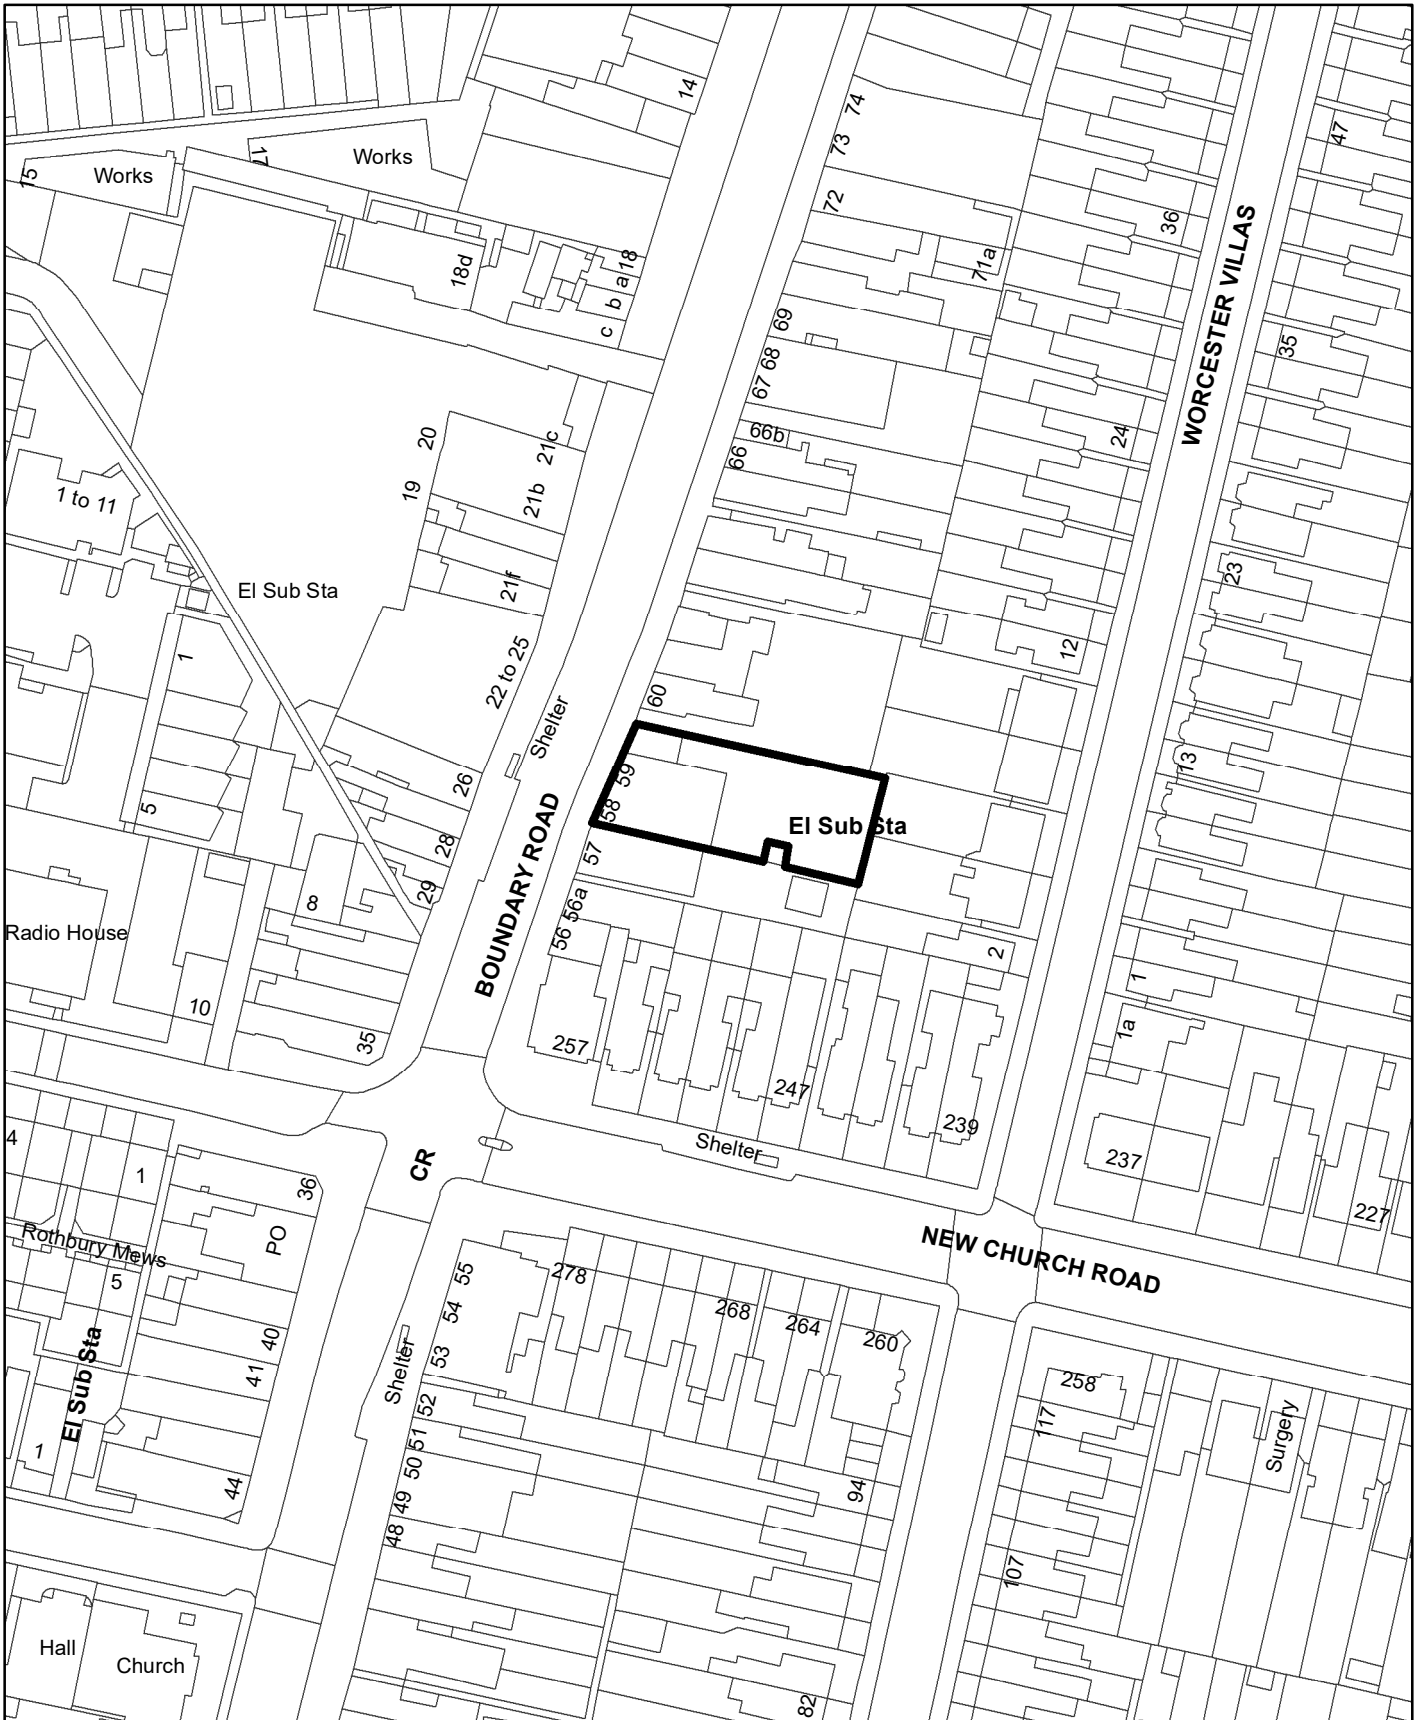 14
74
73
47
17
Works
15
Works
72
36
WORCESTER VILLAS
18
a
b
c
18d
71a
69
35
68
67
66b
66
24
20
21c
19
21b
1 to 11
El Sub Sta
21f
23
12
1
22 to 25
60
Shelter
13
59
58
26
5
El Sub Sta
BOUNDARY ROAD
28
57
29
8
56a
56
Radio House
2
1
10
1a
35
257
247
239
Shelter
237
4
CR
1
36
227
PO
Rothbury Mews
NEW CHURCH ROAD
5
55
278
54
268
264
260
40
53
Shelter
41
El Sub Sta
52
258
117
51
Surgery
1
50
44
49
94
48
107
Hall
Church
82